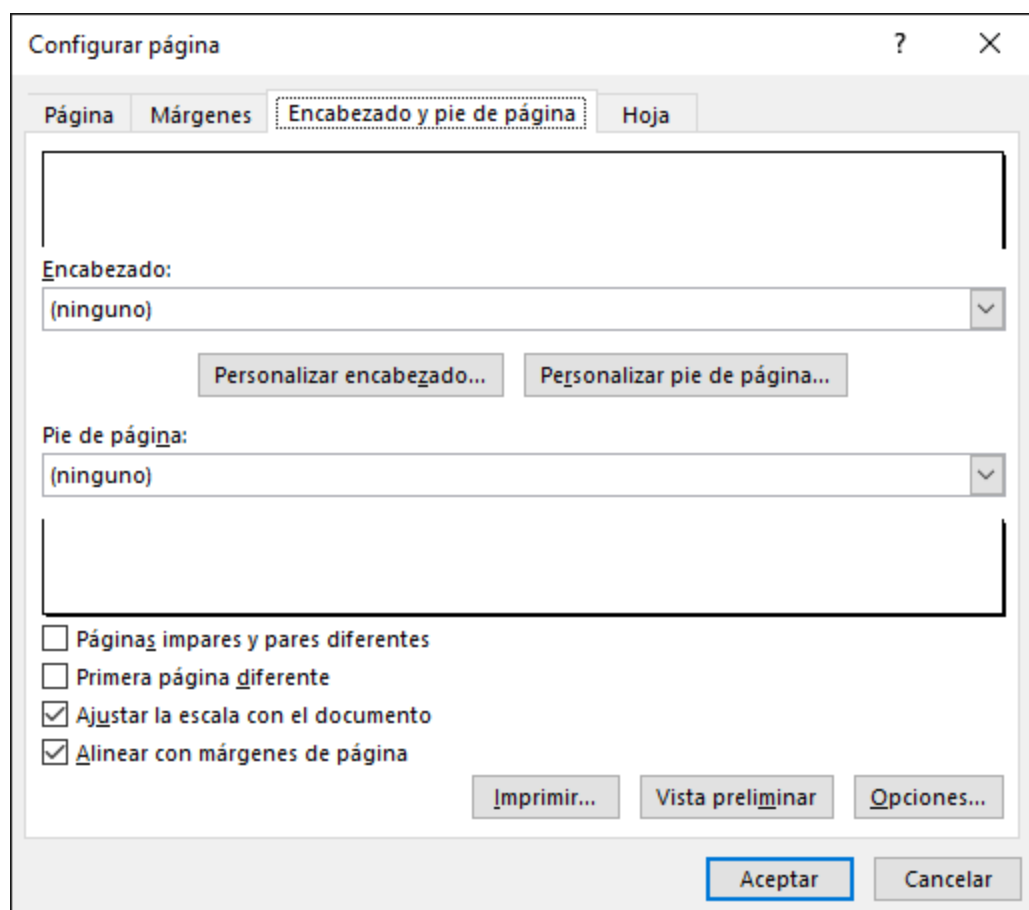 Configurar página ?
Página Márgenes Encabezado y pie de página Hoja
Encabezado:
(ninguno)
Personalizar encabezado... Personalizar pie de página...
Pie de página:
(ninguno)
Páginas impares y pares diferentes
Primera página diferente
Ajustar la escala con el documento
Alinear con márgenes de página
Imprimir... Vista preliminar Opciones...
Aceptar Cancelar